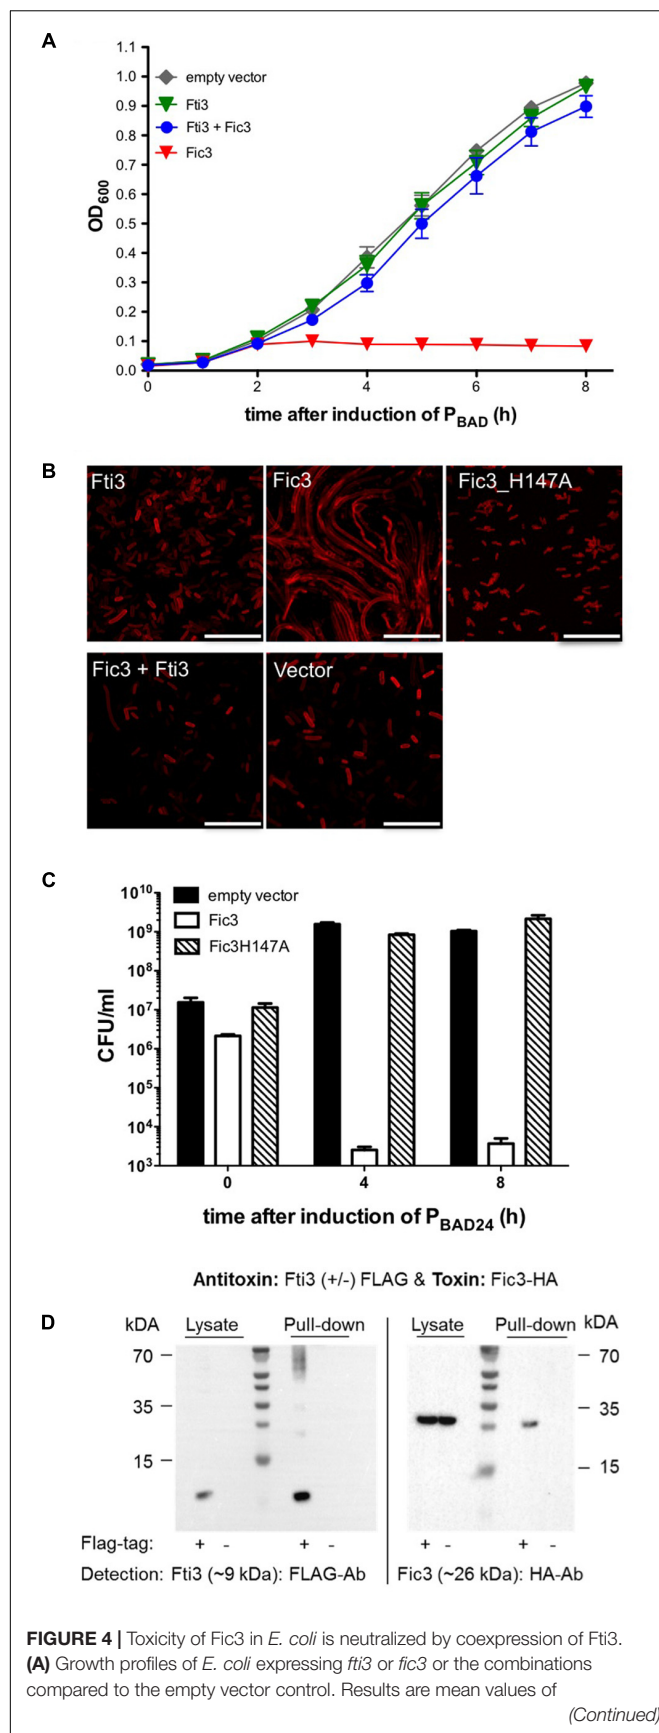 A
1.1
1.0
0.9
0.8
0.7
0.6
0.5
0.4
0.3
0.2
0.1
0.0
OD600
empty vector
Fti3
Fti3 + Fic3
Fic3
0 2 4 6 8
time after induction of PBAD (h)
B
Fti3 Fic3 Fic3_H147A
Fic3 + Fti3 Vector
C
10^10
10^9
10^8
10^7
10^6
10^5
10^4
10^3
CFU/ml
empty vector
Fic3
Fic3H147A
0 4 8
time after induction of PBAD24 (h)
Antitoxin: Fti3 (+/-) FLAG & Toxin: Fic3-HA
D
kDA Lysate Pull-down Lysate Pull-down kDA
70 70
35 35
15 15
Flag-tag: + - + - + - + -
Detection: Fti3 (~9 kDa): FLAG-Ab Fic3 (~26 kDa): HA-Ab
FIGURE 4 | Toxicity of Fic3 in E. coli is neutralized by coexpression of Fti3.
(A) Growth profiles of E. coli expressing fti3 or fic3 or the combinations
compared to the empty vector control. Results are mean values of
(Continued)